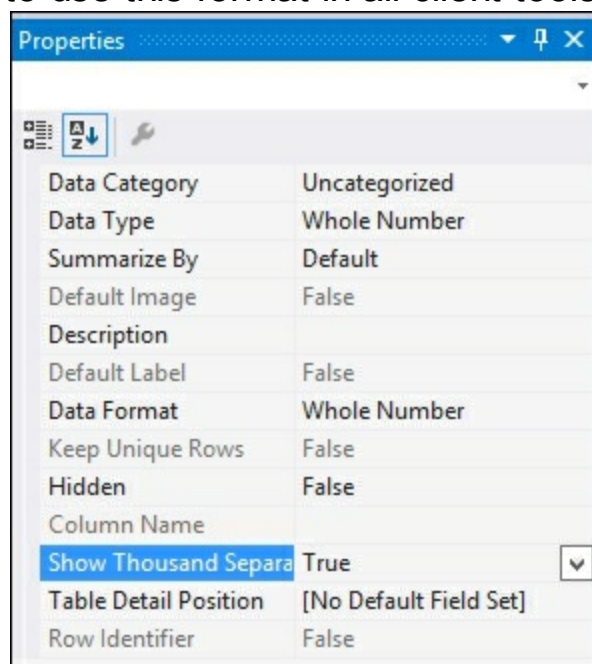 to use this format in all client tools
Properties
Data Category Uncategorized
Data Type Whole Number
Summarize By Default
Default Image False
Description
Default Label False
Data Format Whole Number
Keep Unique Rows False
Hidden False
Column Name
Show Thousand Separa True
Table Detail Position [No Default Field Set]
Row Identifier False